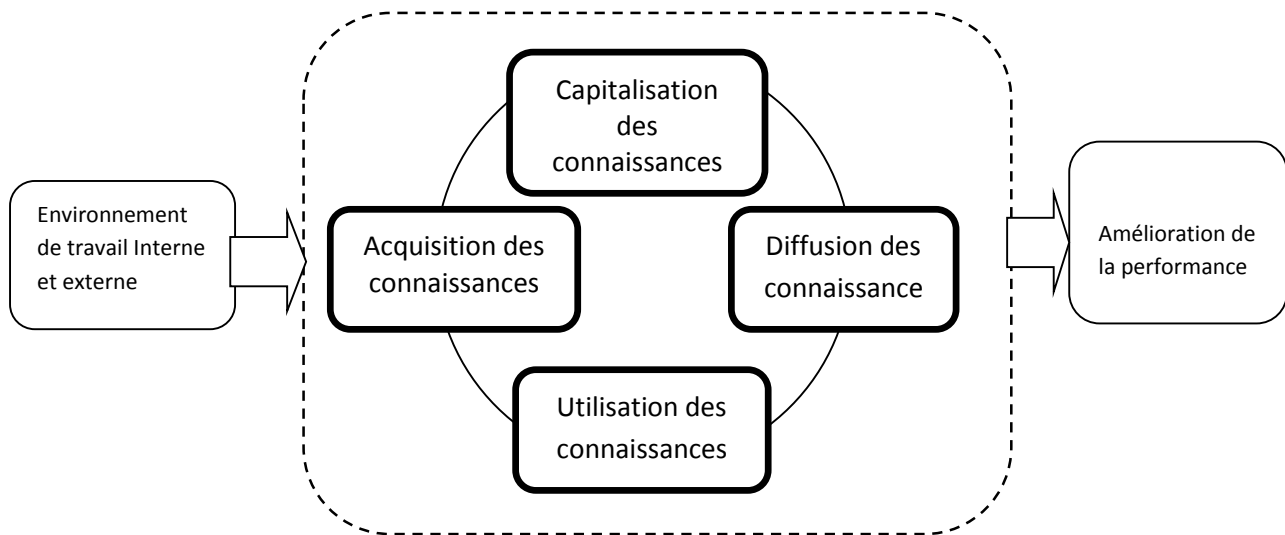 Capitalisation
des
connaissances
Environnement
de travail Interne
et externe
Acquisition des
connaissances
Diffusion des
connaissance
Amélioration de
la performance
Utilisation des
connaissances